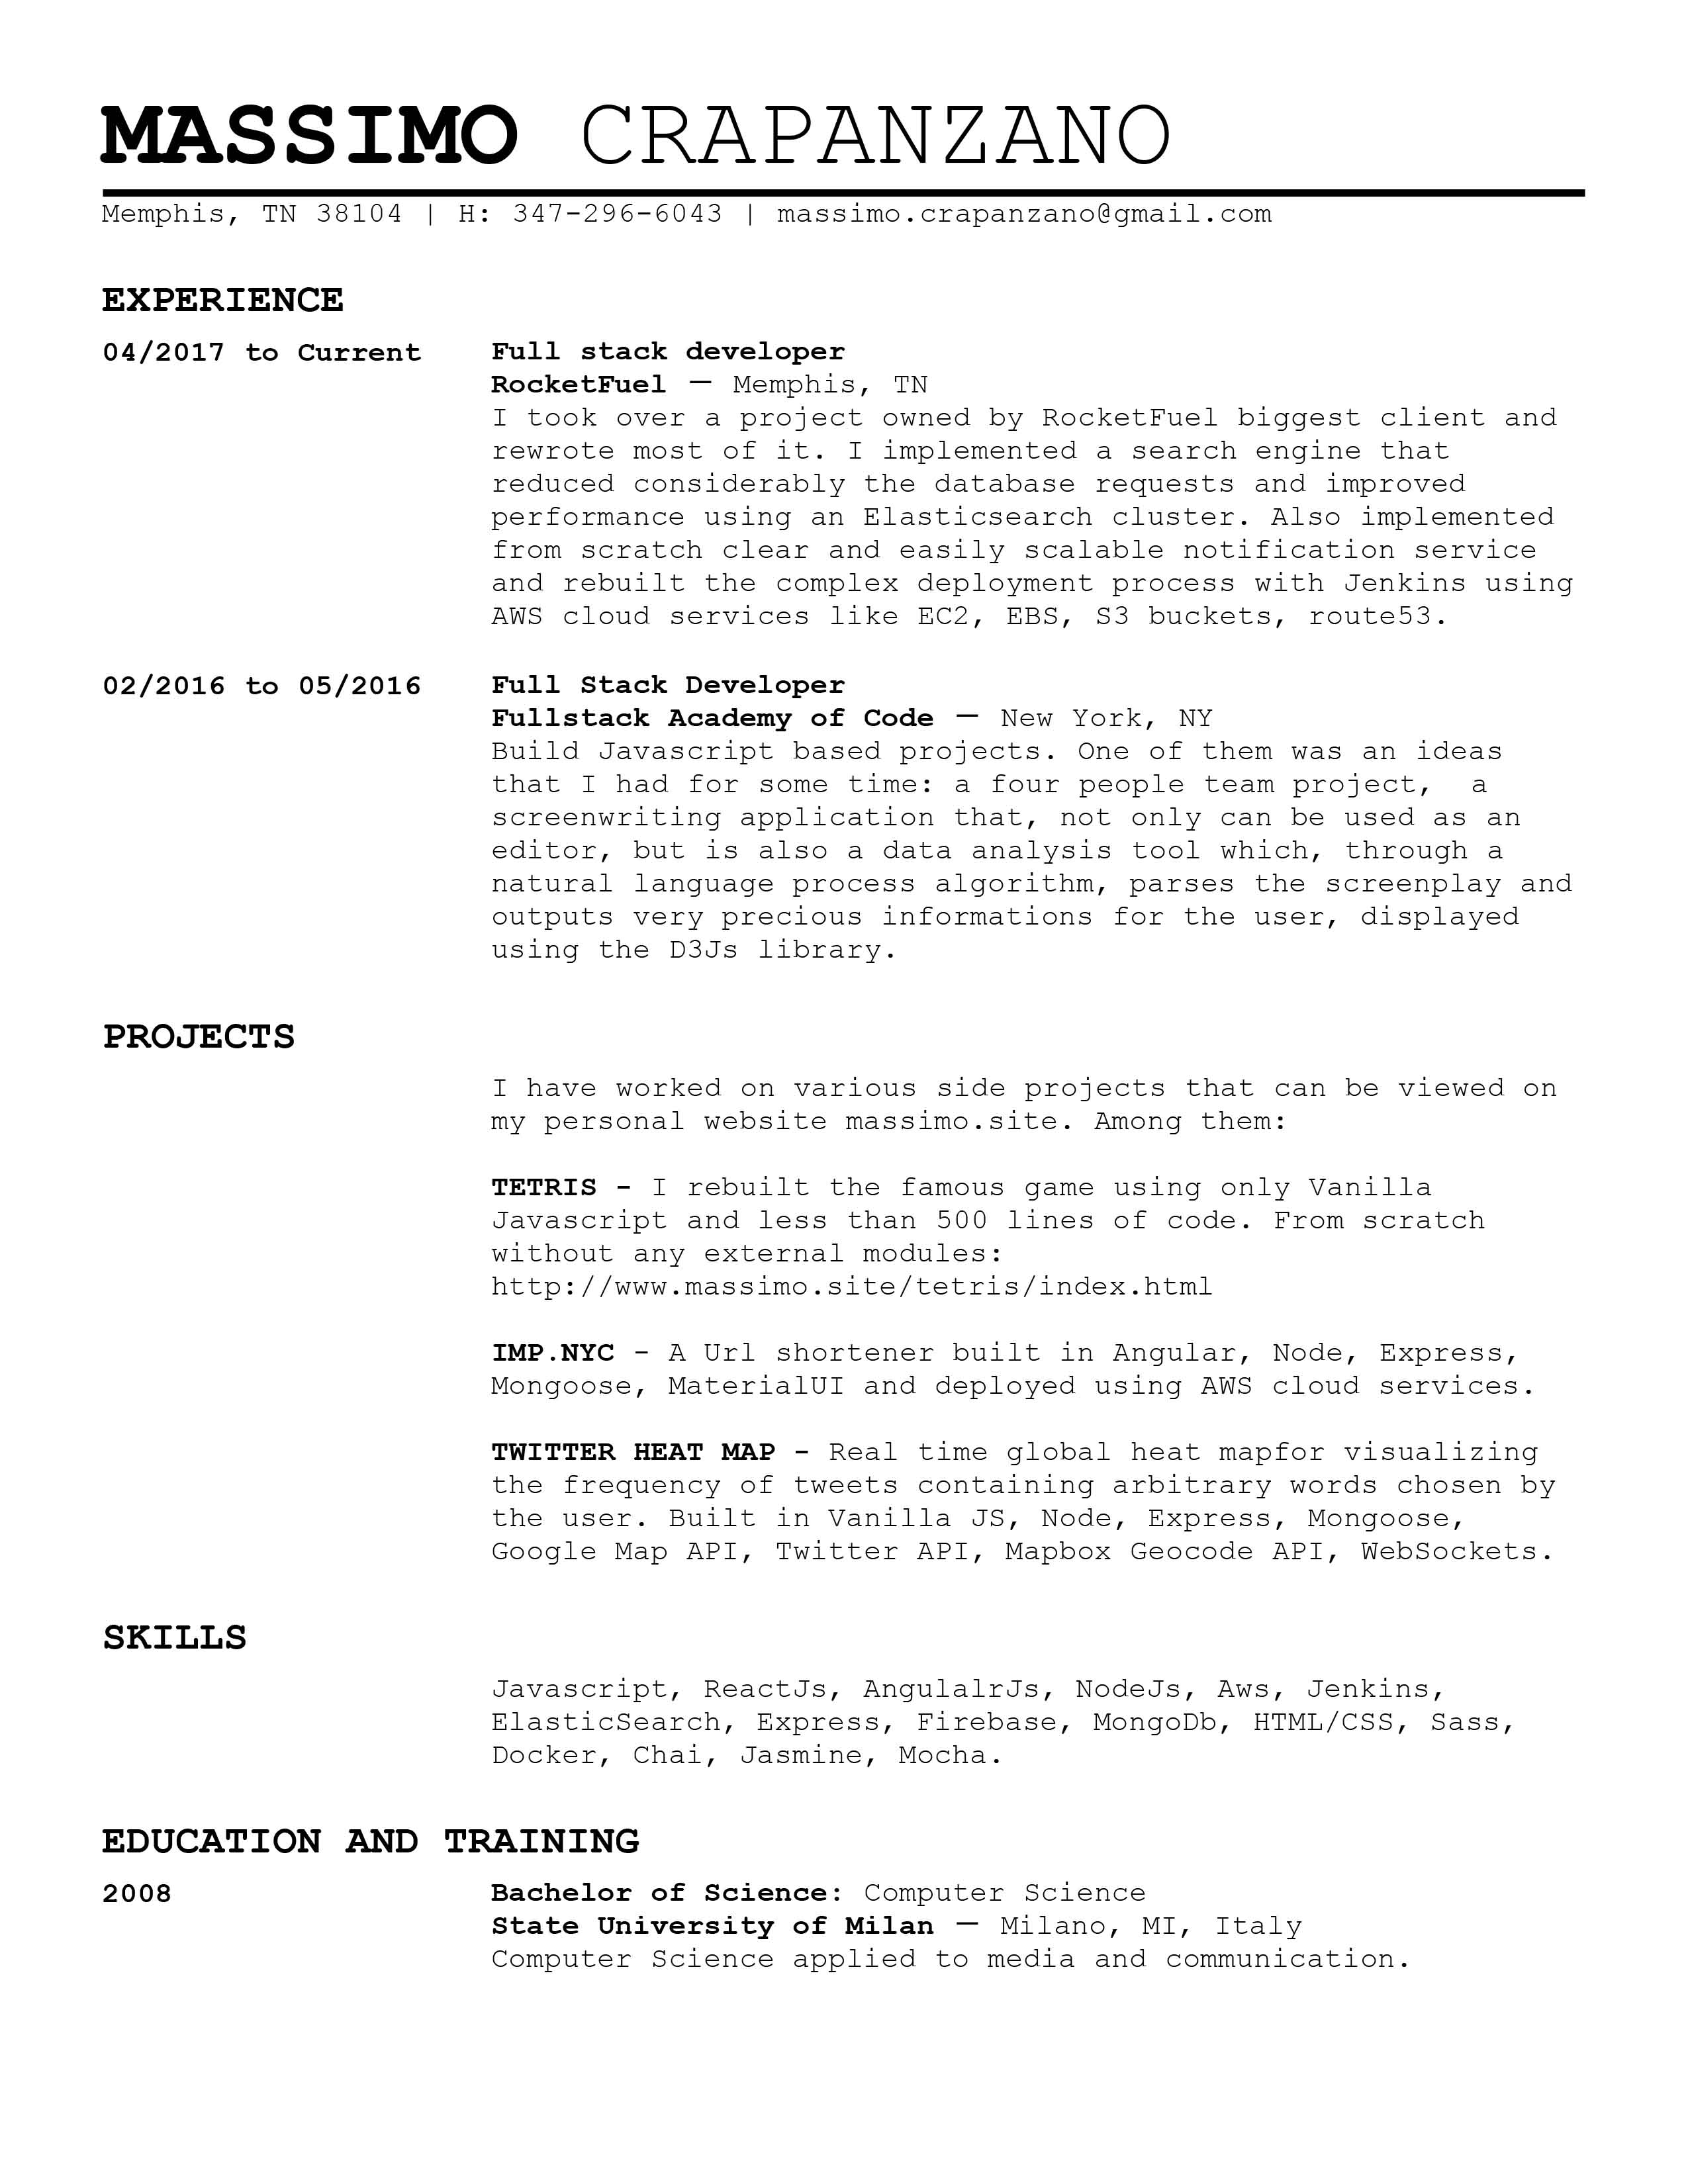 MASSIMO CRAPANZANO
Memphis, TN 38104 | H: 347-296-6043 | massimo.crapanzano@gmail.com
EXPERIENCE
04/2017 to Current
Full stack developer
RocketFuel — Memphis, TN
I took over a project owned by RocketFuel biggest client and
rewrote most of it. I implemented a search engine that
reduced considerably the database requests and improved
performance using an Elasticsearch cluster. Also implemented
from scratch clear and easily scalable notification service
and rebuilt the complex deployment process with Jenkins using
AWS cloud services like EC2, EBS, S3 buckets, route53.
02/2016 to 05/2016
Full Stack Developer
Fullstack Academy of Code — New York, NY
Build Javascript based projects. One of them was an ideas
that I had for some time: a four people team project,  a
screenwriting application that, not only can be used as an
editor, but is also a data analysis tool which, through a
natural language process algorithm, parses the screenplay and
outputs very precious informations for the user, displayed
using the D3Js library.
PROJECTS
I have worked on various side projects that can be viewed on
my personal website massimo.site. Among them:
TETRIS - I rebuilt the famous game using only Vanilla
Javascript and less than 500 lines of code. From scratch
without any external modules:
http://www.massimo.site/tetris/index.html
IMP.NYC - A Url shortener built in Angular, Node, Express,
Mongoose, MaterialUI and deployed using AWS cloud services.
TWITTER HEAT MAP - Real time global heat mapfor visualizing
the frequency of tweets containing arbitrary words chosen by
the user. Built in Vanilla JS, Node, Express, Mongoose,
Google Map API, Twitter API, Mapbox Geocode API, WebSockets.
SKILLS
Javascript, ReactJs, AngulalrJs, NodeJs, Aws, Jenkins,
ElasticSearch, Express, Firebase, MongoDb, HTML/CSS, Sass,
Docker, Chai, Jasmine, Mocha.
EDUCATION AND TRAINING
2008
Bachelor of Science: Computer Science
State University of Milan — Milano, MI, Italy
Computer Science applied to media and communication.